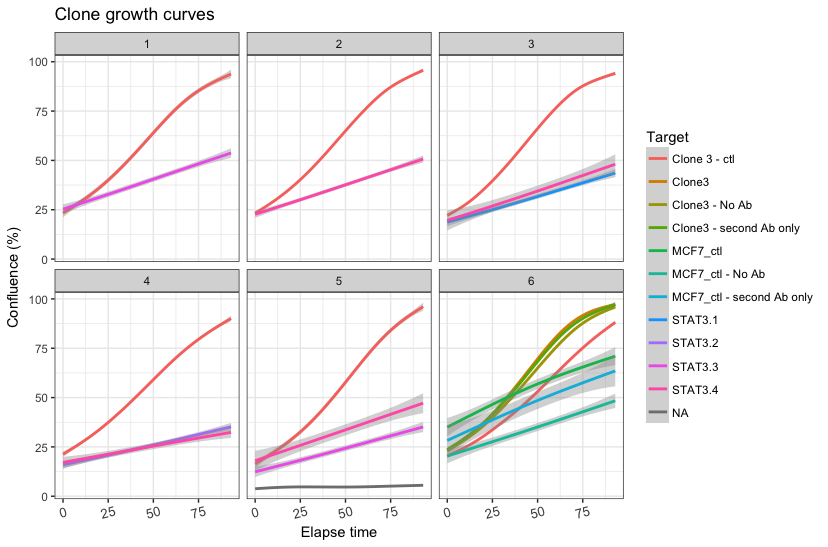 Clone growth curves
1 2 3
100
75
50
25
0
4 5 6
100
75
50
25
0
0 25 50 75 0 25 50 75 0 25 50 75
Elapse time
Confluence (%)
Target
Clone 3 - ctl
Clone3
Clone3 - No Ab
Clone3 - second Ab only
MCF7_ctl
MCF7_ctl - No Ab
MCF7_ctl - second Ab only
STAT3.1
STAT3.2
STAT3.3
STAT3.4
NA